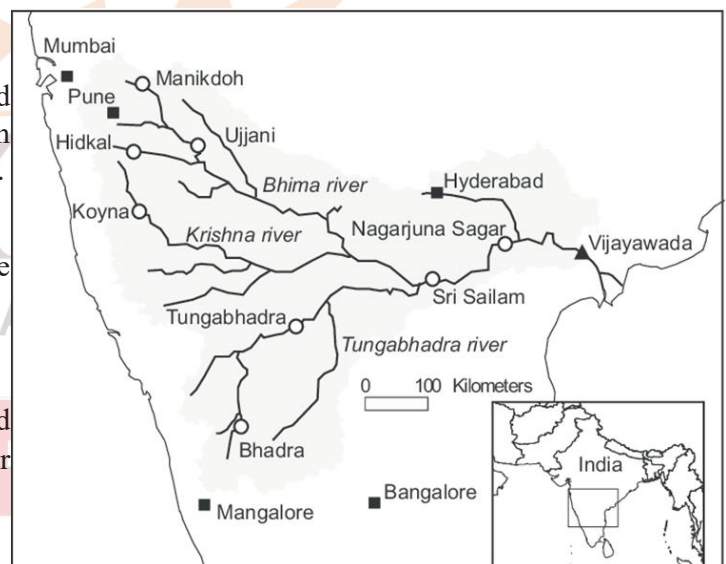 Mumbai
Manikdoh
Pune
Ujjani
Hidkal
Bhima river
Hyderabad
Koyna
Krishna river
Nagarjuna Sagar
Vijayawada
Sri Sailam
Tungabhadra
Tungabhadra river
0 100 Kilometers
Bhadra
India
Bangalore
Mangalore